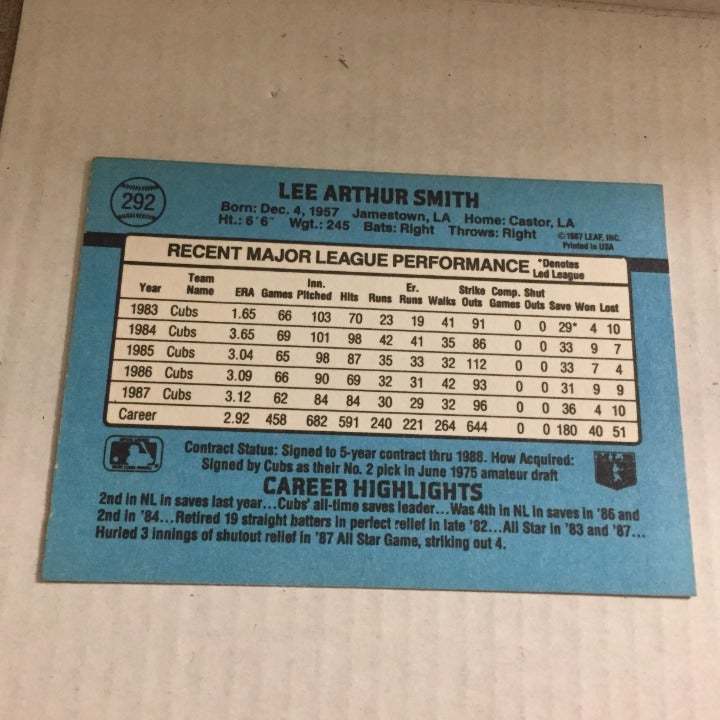 292
LEE ARTHUR SMITH
Born: Dec. 4, 1957 Jamestown, LA Home: Castor, LA
Ht.: 6'6" Wgt.: 245 Bats: Right Throws: Right
©1987 LEAF, INC.
Printed in USA
RECENT MAJOR LEAGUE PERFORMANCE *Denotes Led League
Year Team Name ERA Games Inn. Pitched Hits Runs Er. Runs Walks Strike Outs Comp. Games Shut Outs Save Won Lost
1983 Cubs 1.65 66 103 70 23 19 41 91 0 0 29* 4 10
1984 Cubs 3.65 69 101 98 42 41 35 86 0 0 33 9 7
1985 Cubs 3.04 65 98 87 35 33 32 112 0 0 33 7 4
1986 Cubs 3.09 66 90 69 32 31 42 93 0 0 31 9 9
1987 Cubs 3.12 62 84 84 30 29 32 96 0 0 36 4 10
Career 2.92 458 682 591 240 221 264 644 0 0 180 40 51
Contract Status: Signed to 5-year contract thru 1988. How Acquired:
Signed by Cubs as their No. 2 pick in June 1975 amateur draft
CAREER HIGHLIGHTS
2nd in NL in saves last year...Cubs' all-time saves leader...Was 4th in NL in saves in '86 and
2nd in '84...Retired 19 straight batters in perfect relief in late '82...All Star in '83 and '87...
Hurled 3 innings of shutout relief in '87 All Star Game, striking out 4.